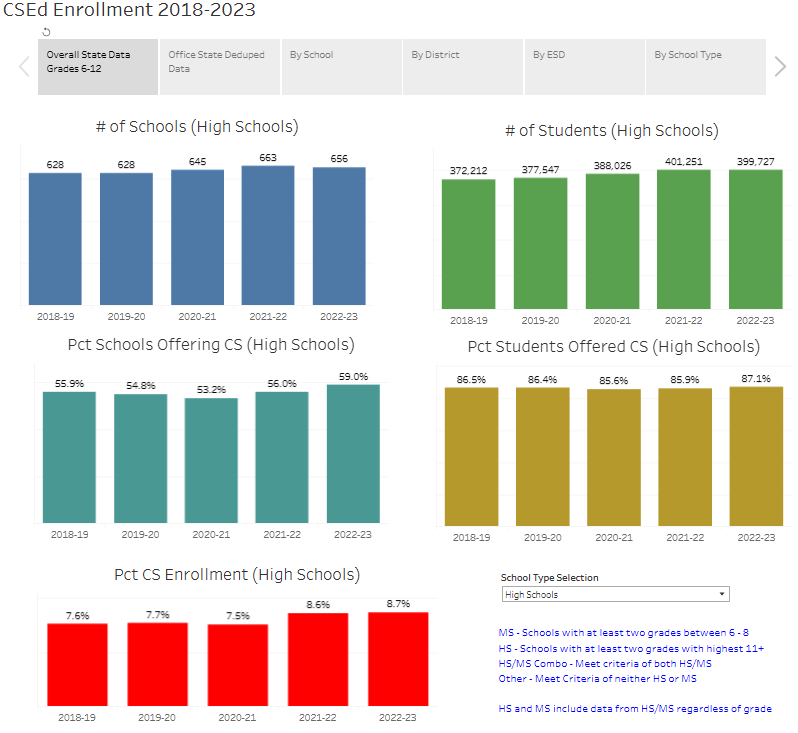 CSEd Enrollment 2018-2023
Overall State Data
Grades 6-12
Office State Deduped
Data
By School
By District
By ESD
By School Type
# of Schools (High Schools)
628
628
645
663
656
2018-19
2019-20
2020-21
2021-22
2022-23
# of Students (High Schools)
372,212
377,547
388,026
401,251
399,727
2018-19
2019-20
2020-21
2021-22
2022-23
Pct Schools Offering CS (High Schools)
55.9%
54.8%
53.2%
56.0%
59.0%
2018-19
2019-20
2020-21
2021-22
2022-23
Pct Students Offered CS (High Schools)
86.5%
86.4%
85.6%
85.9%
87.1%
2018-19
2019-20
2020-21
2021-22
2022-23
Pct CS Enrollment (High Schools)
7.6%
7.7%
7.5%
8.6%
8.7%
2018-19
2019-20
2020-21
2021-22
2022-23
School Type Selection
High Schools
MS - Schools with at least two grades between 6 - 8
HS - Schools with at least two grades with highest 11+
HS/MS Combo - Meet criteria of both HS/MS
Other - Meet Criteria of neither HS or MS
HS and MS include data from HS/MS regardless of grade